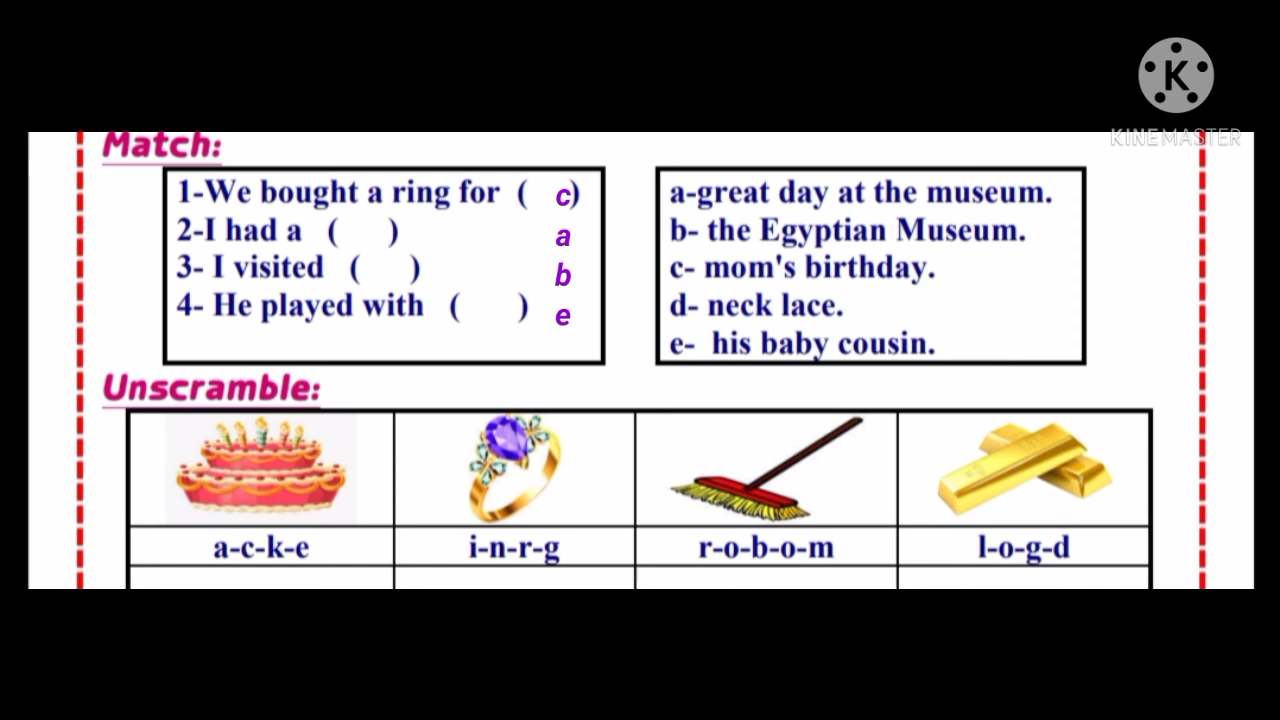 K
KINEMASTER
Match:
1-We bought a ring for ( c)
2-I had a ( ) a
3- I visited ( ) b
4- He played with ( ) e
a-great day at the museum.
b- the Egyptian Museum.
c- mom's birthday.
d- neck lace.
e- his baby cousin.
Unscramble:
a-c-k-e i-n-r-g r-o-b-o-m l-o-g-d